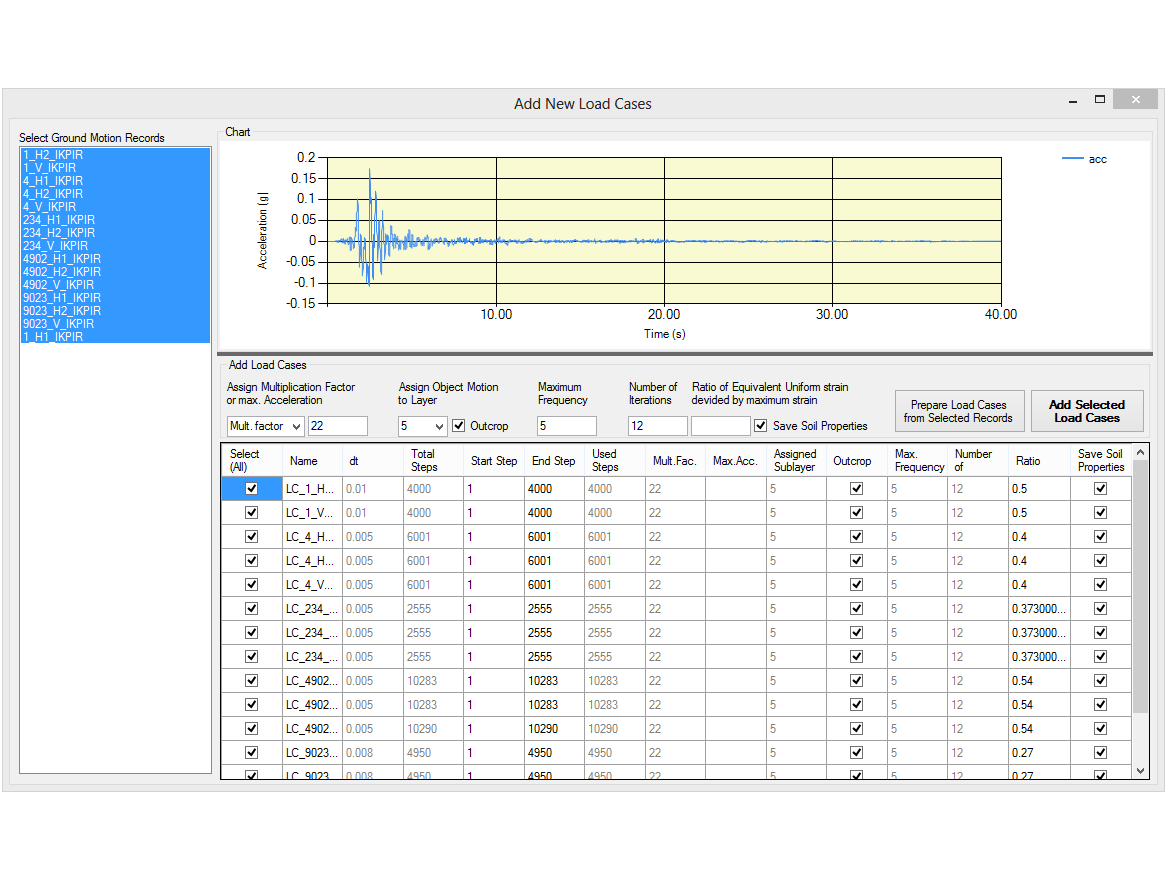 Add New Load Cases
Select Ground Motion Records
1_H2_IKPIR
1_V_IKPIR
4_H1_IKPIR
4_H2_IKPIR
4_V_IKPIR
234_H1_IKPIR
234_H2_IKPIR
234_V_IKPIR
4902_H1_IKPIR
4902_H2_IKPIR
4902_V_IKPIR
9023_H1_IKPIR
9023_H2_IKPIR
9023_V_IKPIR
1_H1_IKPIR
Chart
0.2
0.15
0.1
0.05
0
-0.05
-0.1
-0.15
Acceleration (g)
10.00 20.00 30.00 40.00
Time (s)
acc
Add Load Cases
Assign Multiplication Factor
or max. Acceleration
Mult. factor 22
Assign Object Motion
to Layer
5 Outcrop
Maximum
Frequency
5
Number of
Iterations
12
Ratio of Equivalent Uniform strain
devided by maximum strain
Save Soil Properties
Prepare Load Cases
from Selected Records
Add Selected
Load Cases
Select (All) Name dt Total Steps Start Step End Step Used Steps Mult.Fac. Max.Acc. Assigned Sublayer Outcrop Max. Frequency Number of Ratio Save Soil Properties
LC_1_H... 0.01 4000 1 4000 4000 22 5 5 12 0.5
LC_1_V... 0.01 4000 1 4000 4000 22 5 5 12 0.5
LC_4_H... 0.005 6001 1 6001 6001 22 5 5 12 0.4
LC_4_H... 0.005 6001 1 6001 6001 22 5 5 12 0.4
LC_4_V... 0.005 6001 1 6001 6001 22 5 5 12 0.4
LC_234_... 0.005 2555 1 2555 2555 22 5 5 12 0.373000...
LC_234_... 0.005 2555 1 2555 2555 22 5 5 12 0.373000...
LC_234_... 0.005 2555 1 2555 2555 22 5 5 12 0.373000...
LC_4902... 0.005 10283 1 10283 10283 22 5 5 12 0.54
LC_4902... 0.005 10283 1 10283 10283 22 5 5 12 0.54
LC_4902... 0.005 10290 1 10290 10290 22 5 5 12 0.54
LC_9023... 0.008 4950 1 4950 4950 22 5 5 12 0.27
LC_9023... 0.008 4950 1 4950 4950 22 5 5 12 0.27